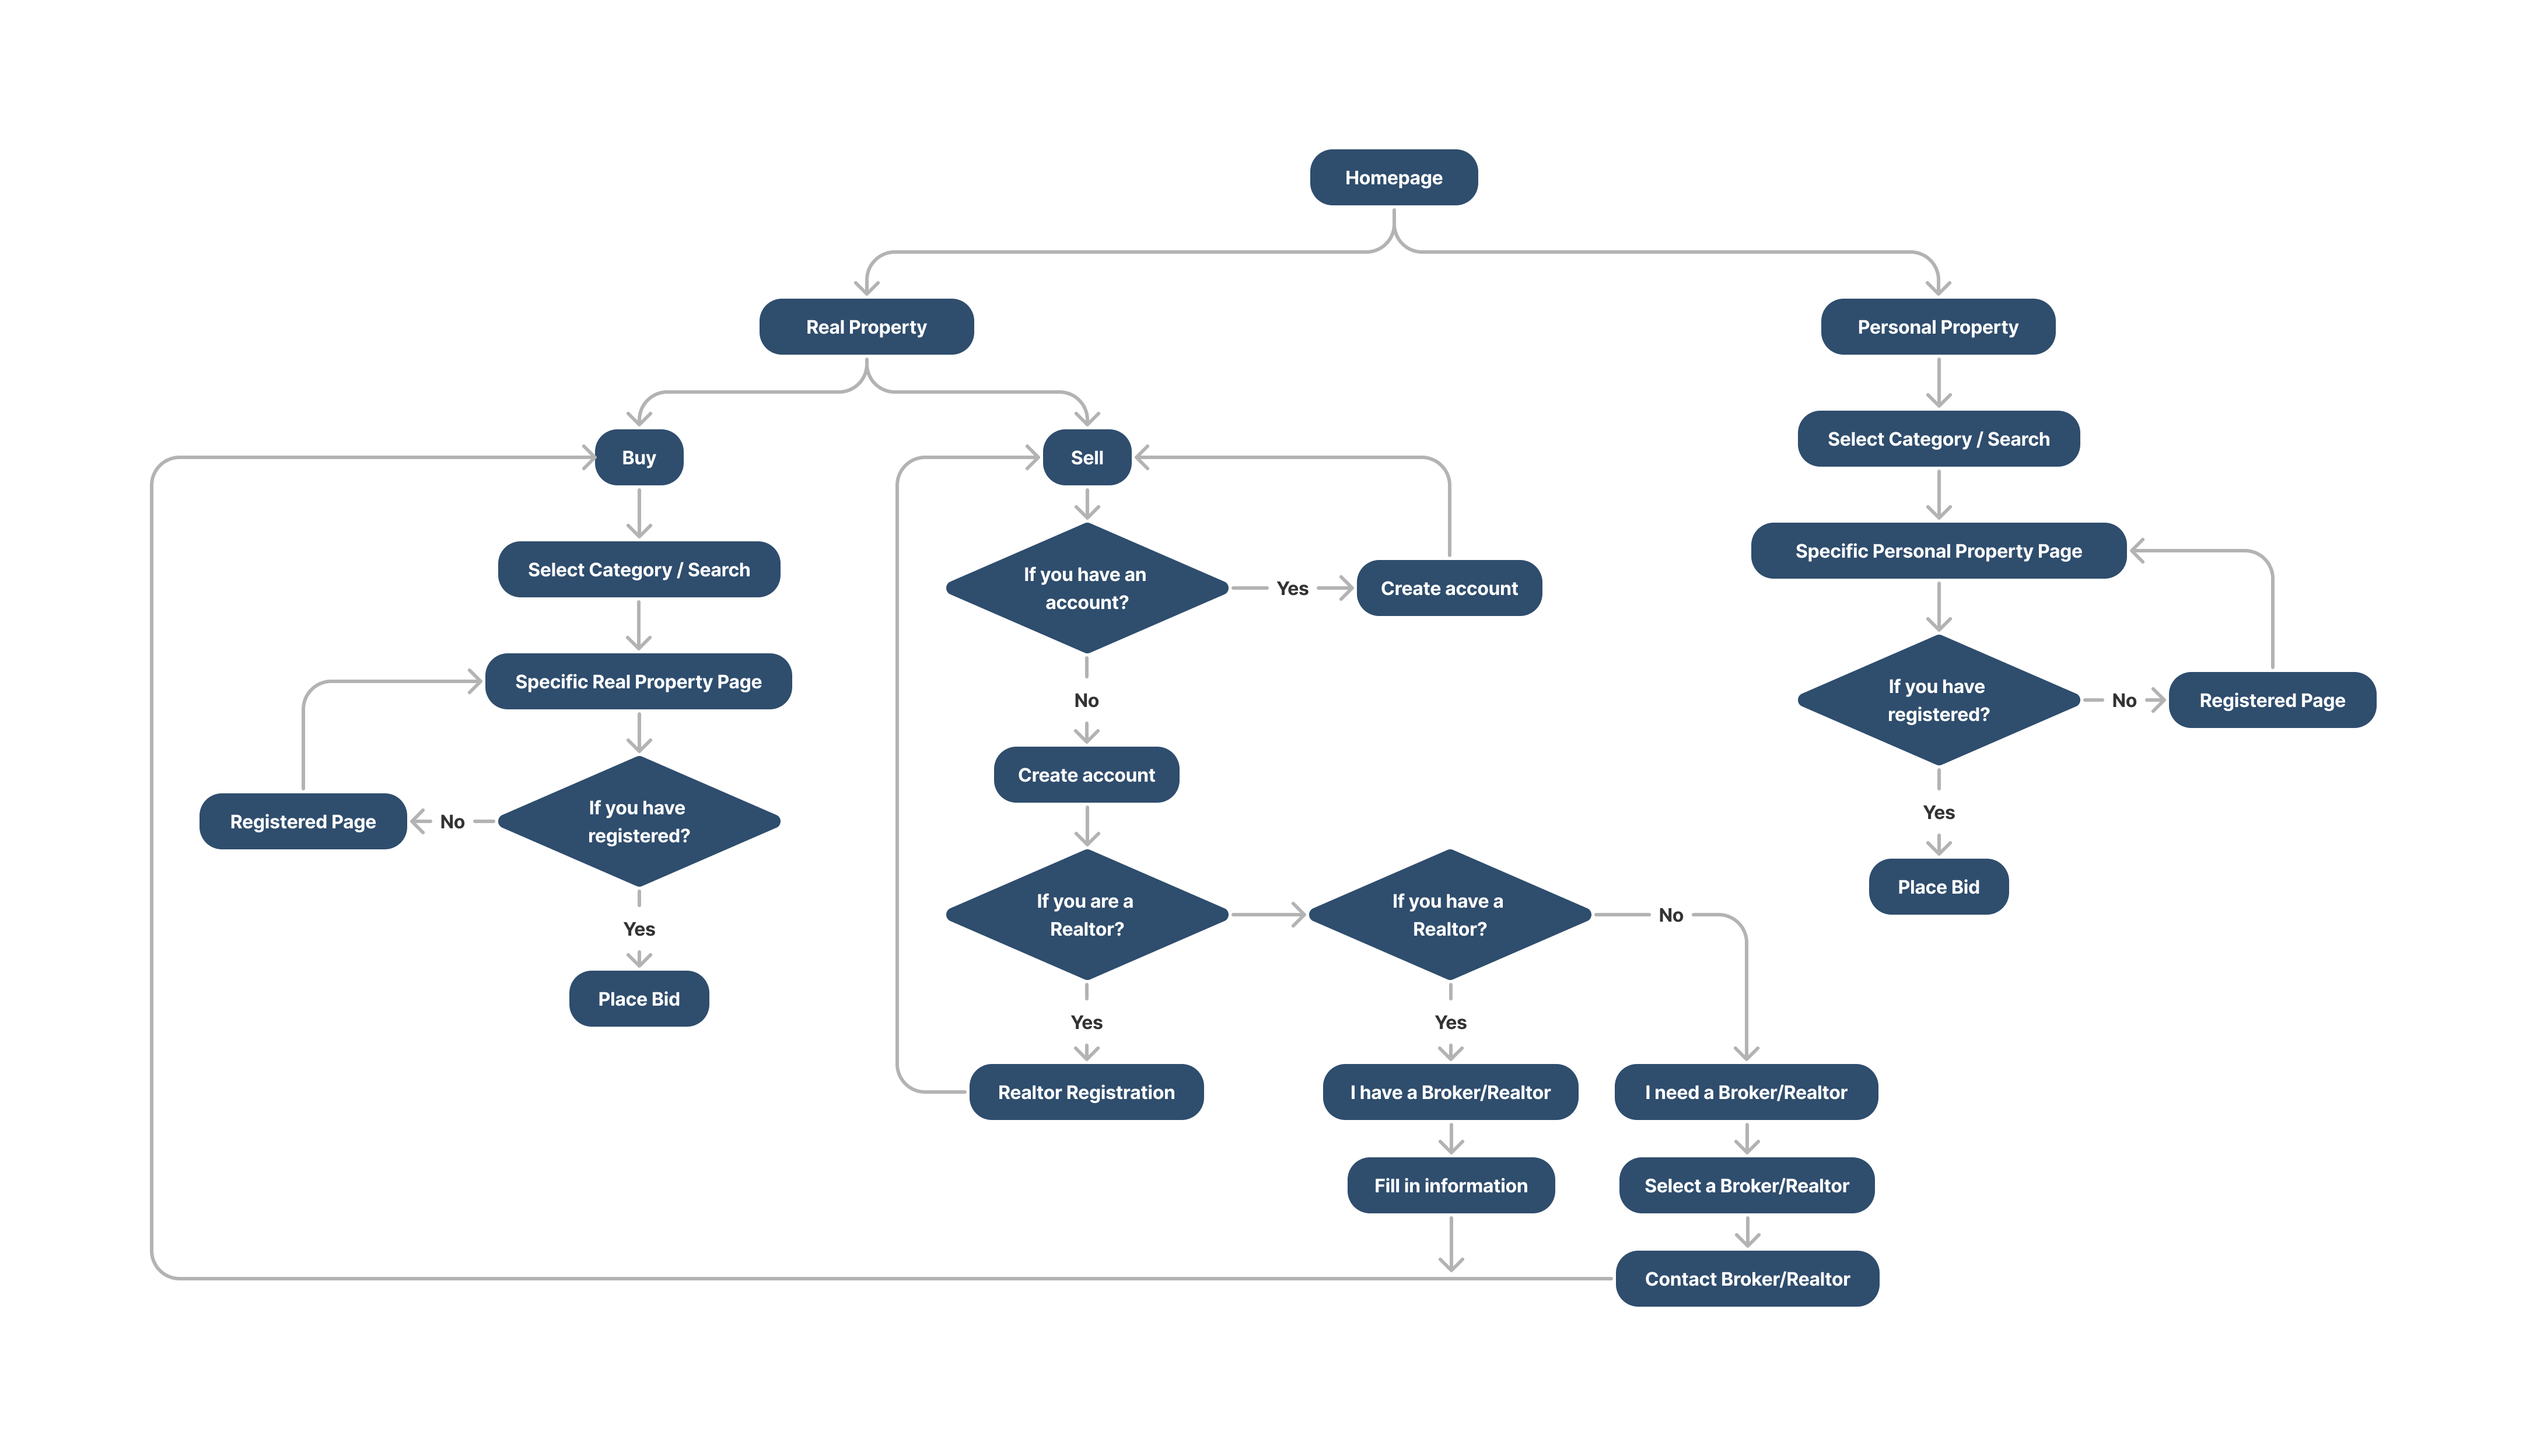 Homepage
Real Property
Personal Property
Buy
Sell
Select Category / Search
Select Category / Search
Specific Real Property Page
If you have an
account?
Yes
Create account
Specific Personal Property Page
No
Create account
If you have
registered?
No
Registered Page
If you have
registered?
No
Registered Page
Yes
Place Bid
Yes
Place Bid
If you are a
Realtor?
If you have a
Realtor?
No
Yes
Yes
Realtor Registration
I have a Broker/Realtor
I need a Broker/Realtor
Fill in information
Select a Broker/Realtor
Contact Broker/Realtor